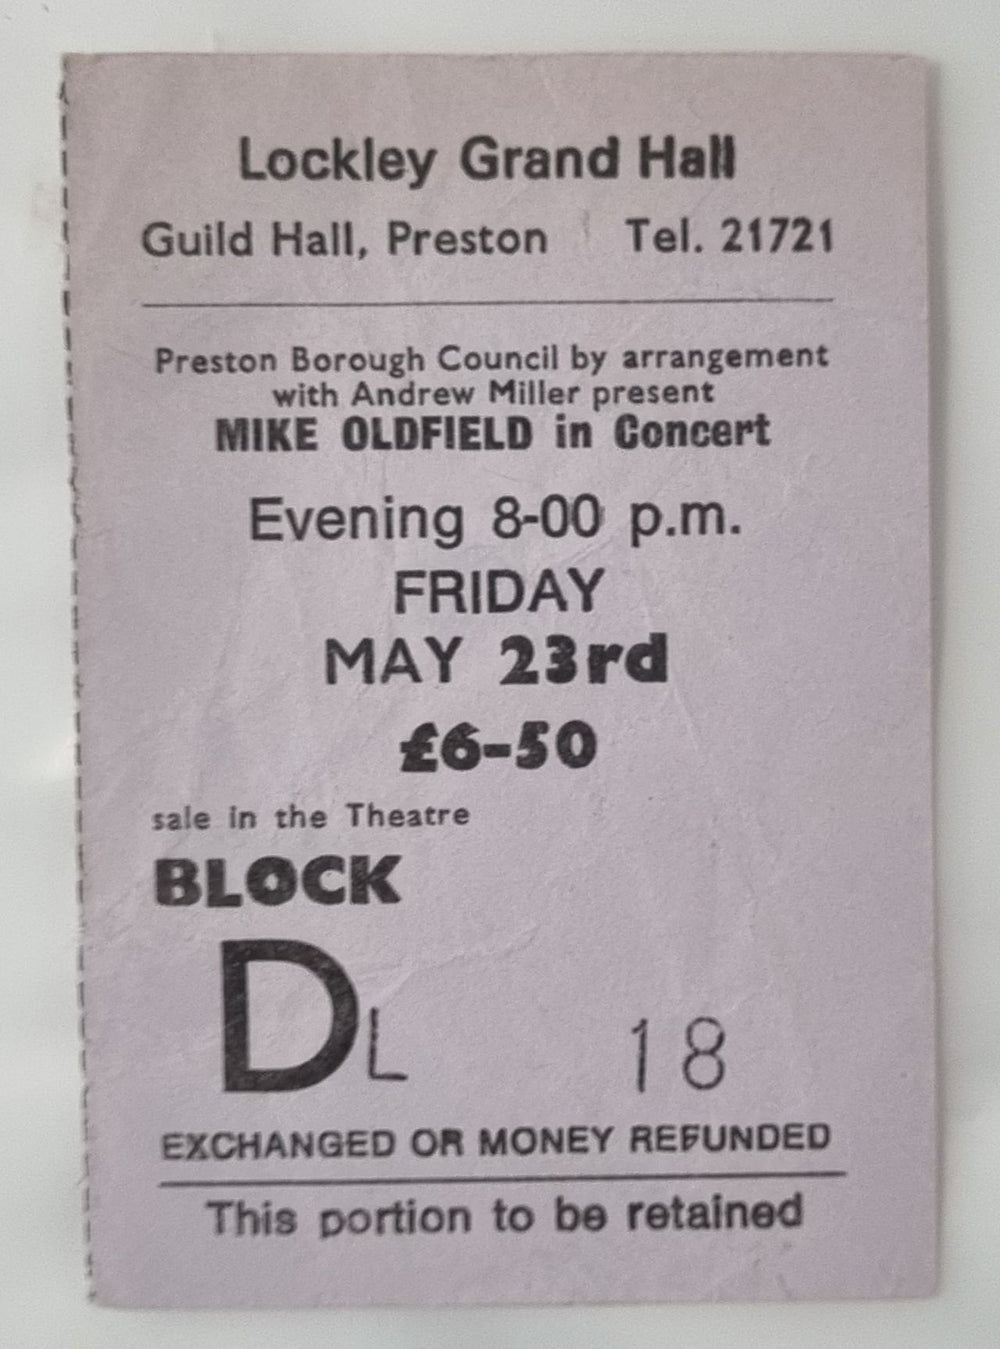 Lockley Grand Hall
Guild Hall, Preston Tel. 21721
Preston Borough Council by arrangement
with Andrew Miller present
MIKE OLDFIELD in Concert
Evening 8-00 p.m.
FRIDAY
MAY 23rd
£6-50
sale in the Theatre
BLOCK
DL 18
EXCHANGED OR MONEY REFUNDED
This portion to be retained